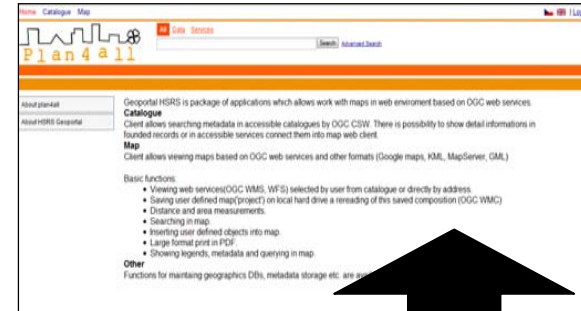 Home Catalogue Map
Plan4all
All Data Services
Search Advanced Search
About plan4all
About HSRS Geoportal
Geoportal HSRS is package of applications which allows work with maps in web enviroment based on OGC web services.
Catalogue
Client allows searching metadata in accessible catalogues by OGC CSW. There is possibility to show detail informations in
founded records or in accessible services connect them into map web client.
Map
Client allows viewing maps based on OGC web services and other formats (Google maps, KML, MapServer, GML)
Basic functions:
• Viewing web services(OGC WMS, WFS) selected by user from catalogue or directly by address.
• Saving user defined map('project') on local hard drive a rereading of this saved composition (OGC WMC)
• Distance and area measurements.
• Searching in map.
• Inserting user defined objects into map.
• Large format print in PDF.
• Showing legends, metadata and querying in map.
Other
Functions for maintaing geographics DBs, metadata storage etc. are